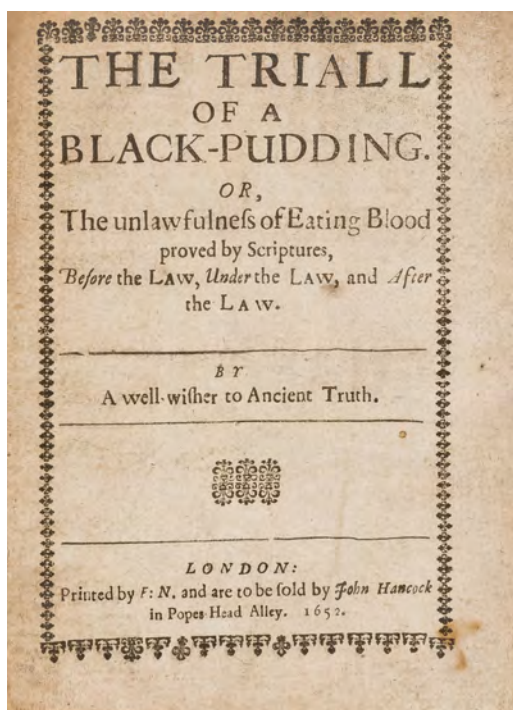 THE TRIALL
OF A
BLACK-PUDDING.
OR,
The unlawfulneſs of Eating Blood
proved by Scriptures,
Before the LAW, Under the LAW, and After
the LAW.
BY
A well-wiſher to Ancient Truth.
LONDON:
Printed by F: N. and are to be ſold by John Hancock
in Popes Head Alley. 1652.